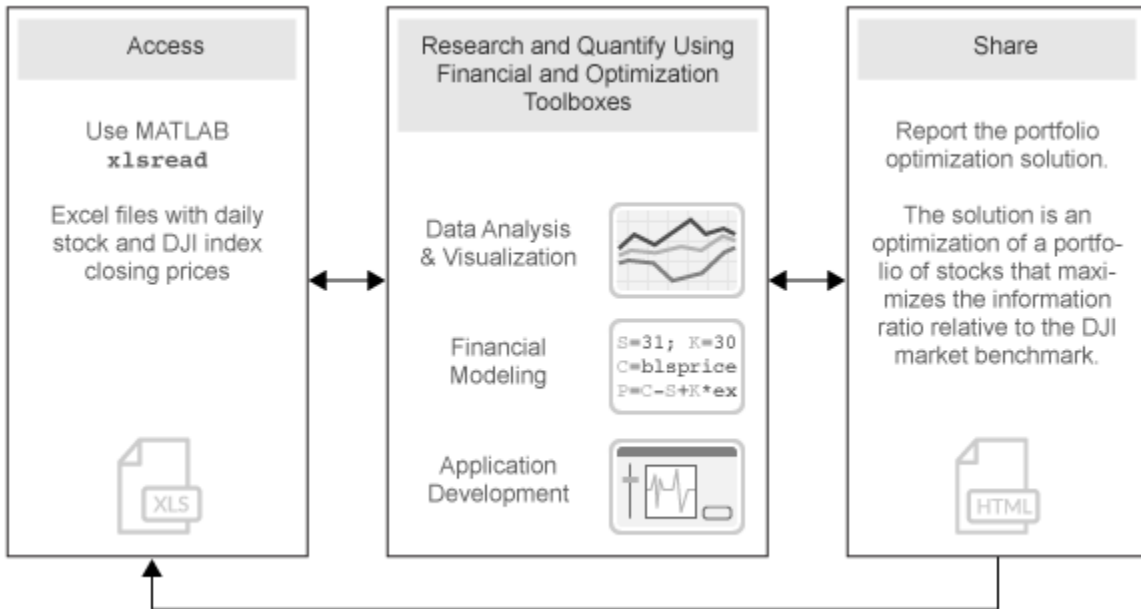 Access
Use MATLAB
xlsread
Excel files with daily
stock and DJI index
closing prices
XLS
Research and Quantify Using
Financial and Optimization
Toolboxes
Data Analysis
& Visualization
Financial
Modeling
S=31; K=30
C=blsprice
P=C-S+K*ex
Application
Development
Share
Report the portfolio
optimization solution.
The solution is an
optimization of a portfo-
lio of stocks that maxi-
mizes the information
ratio relative to the DJI
market benchmark.
HTML